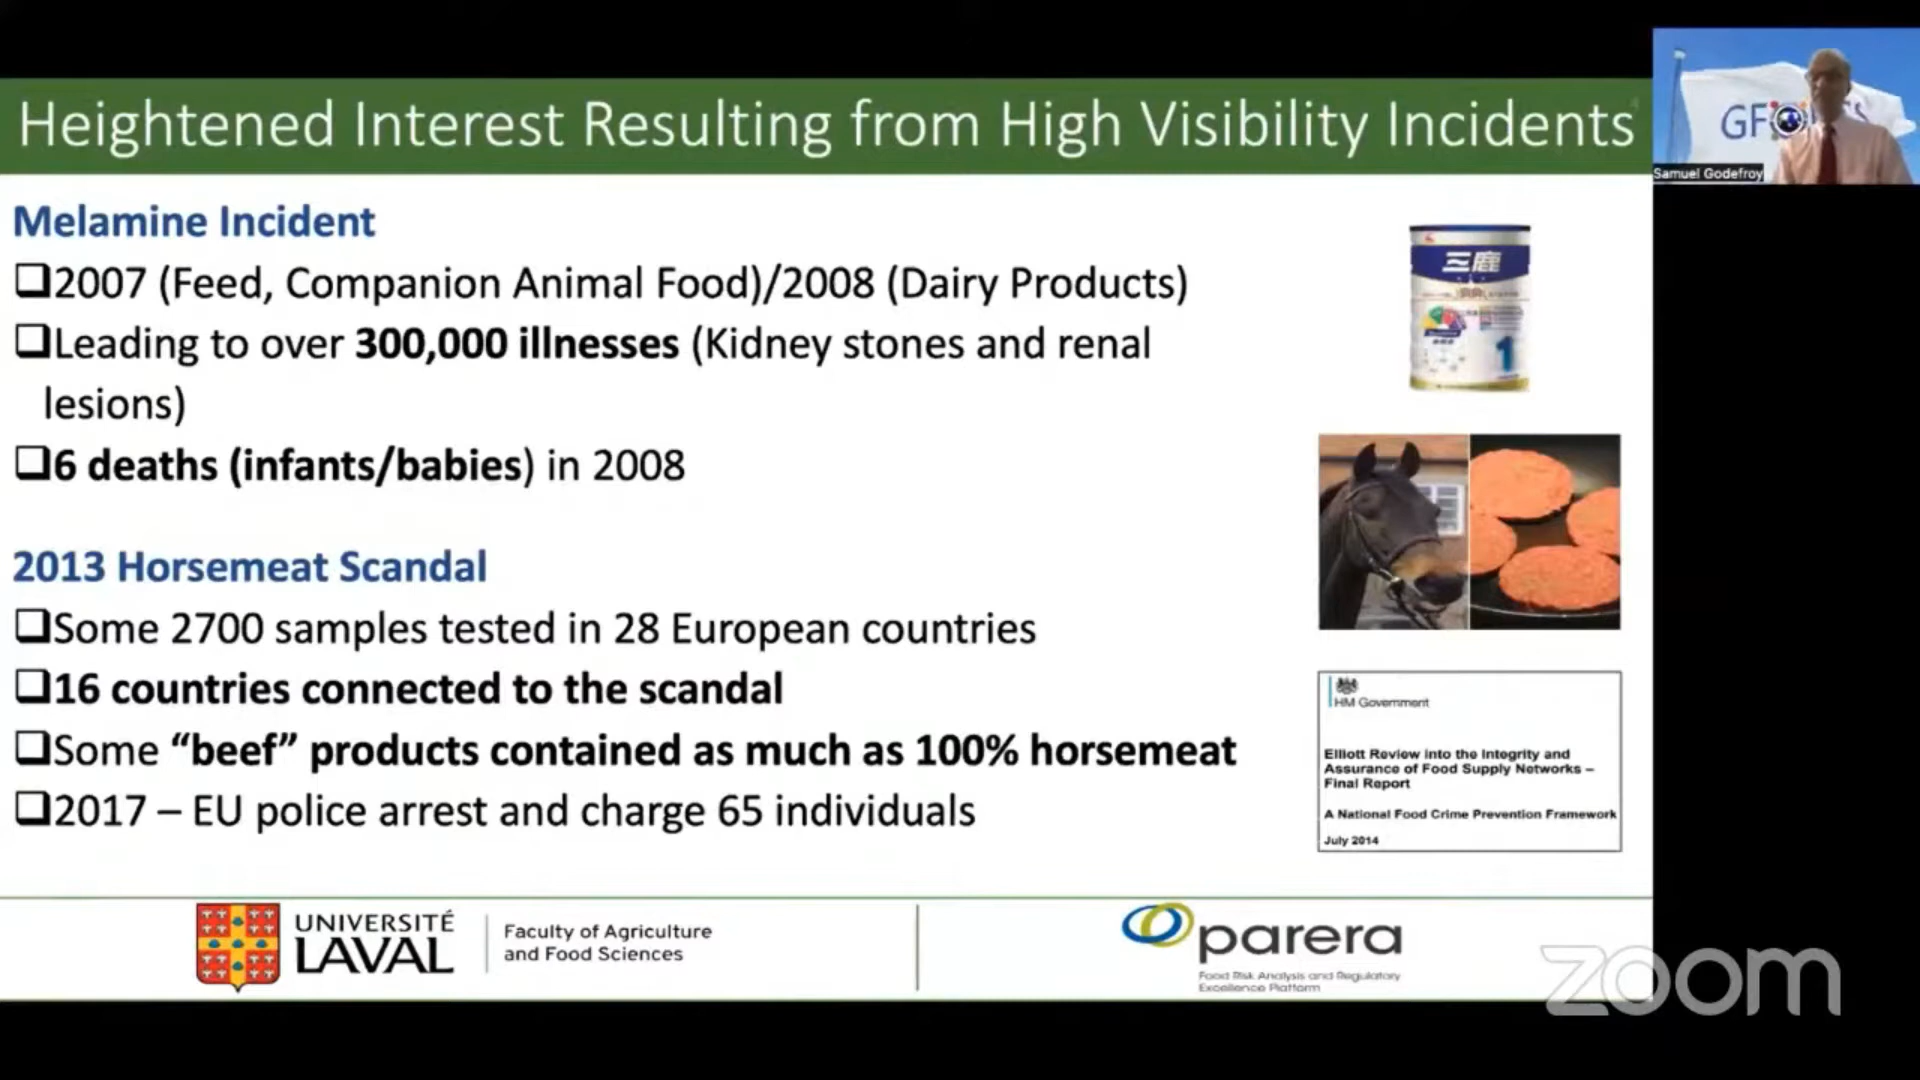 Heightened Interest Resulting from High Visibility Incidents
Samuel Godefroy
Melamine Incident
❑2007 (Feed, Companion Animal Food)/2008 (Dairy Products)
❑Leading to over 300,000 illnesses (Kidney stones and renal
lesions)
❑6 deaths (infants/babies) in 2008
三鹿
1
2013 Horsemeat Scandal
❑Some 2700 samples tested in 28 European countries
❑16 countries connected to the scandal
❑Some “beef” products contained as much as 100% horsemeat
❑2017 – EU police arrest and charge 65 individuals
HM Government
Elliott Review into the Integrity and
Assurance of Food Supply Networks –
Final Report
A National Food Crime Prevention Framework
July 2014
UNIVERSITÉ
LAVAL
Faculty of Agriculture
and Food Sciences
parera
Food Risk Analysis and Regulatory
Excellence Platform
zoom